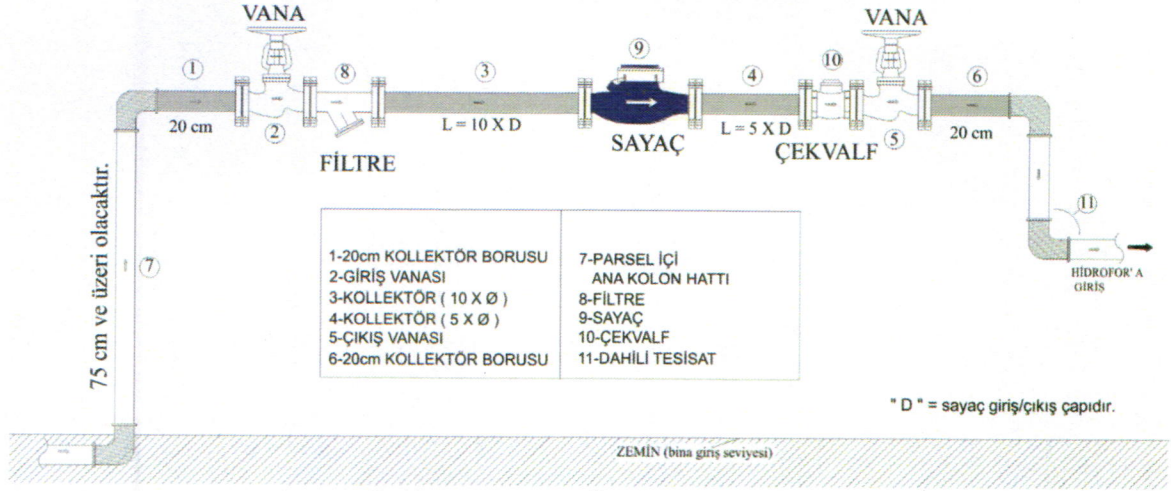 VANA
VANA
1
8
3
9
4
10
6
20 cm
2
L = 10 X D
SAYAÇ
L = 5 X D
5
20 cm
FİLTRE
ÇEKVALF
75 cm ve üzeri olacaktır.
7
11
HİDROFOR' A
GİRİŞ
1-20cm KOLLEKTÖR BORUSU
2-GİRİŞ VANASI
3-KOLLEKTÖR ( 10 X Ø )
4-KOLLEKTÖR ( 5 X Ø )
5-ÇIKIŞ VANASI
6-20cm KOLLEKTÖR BORUSU
7-PARSEL İÇİ
ANA KOLON HATTI
8-FİLTRE
9-SAYAÇ
10-ÇEKVALF
11-DAHİLİ TESİSAT
" D " = sayaç giriş/çıkış çapıdır.
ZEMİN (bina giriş seviyesi)